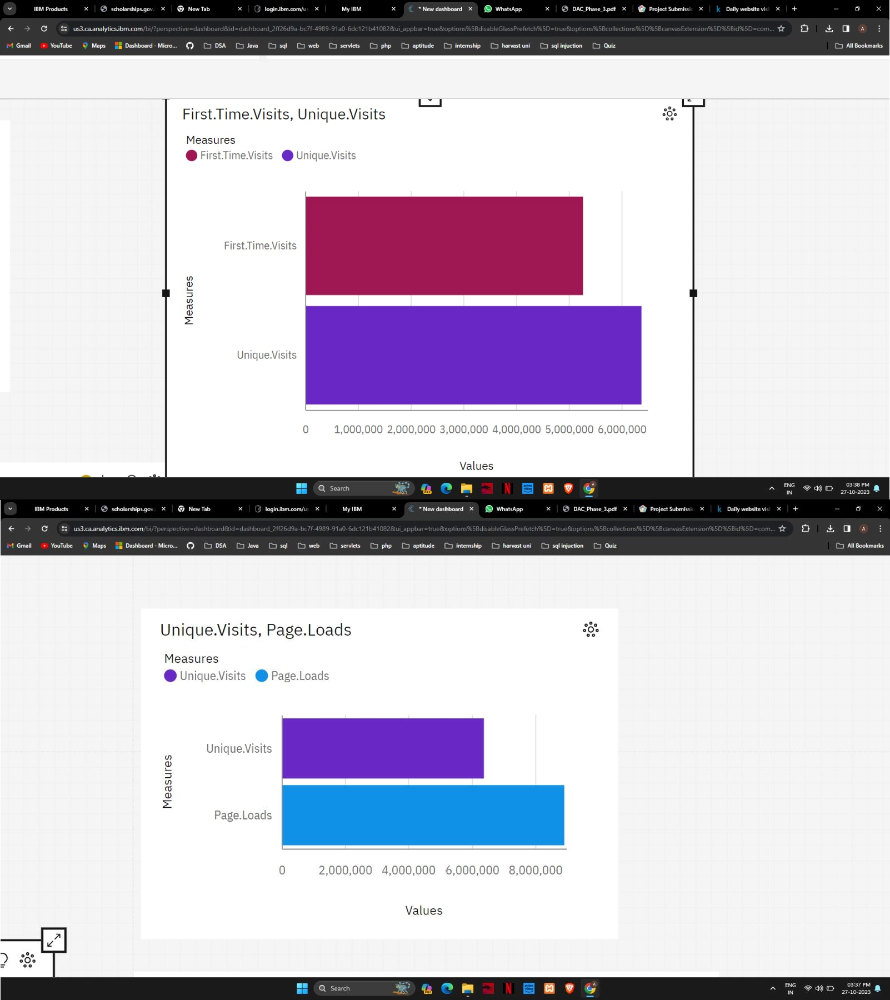 IBM Products
scholarships.gov.
New Tab
login.ibm.com/us
My IBM
* New dashboard
WhatsApp
DAC_Phase_3.pdf
Project Submissic
Daily website visi
us3.ca.analytics.ibm.com/bi/?perspective=dashboard&id=dashboard_2ff26d9a-bc7f-4989-91a0-6dc121b41082&ui_appbar=true&options%5BdisableGlassPrefetch%5D=true&options%5Bcollections%5D%5BcanvasExtension%5D%5Bid%5D=com...
Gmail YouTube Maps Dashboard - Micro... DSA Java sql web servlets php aptitude internship harvast uni sql injuction Quiz All Bookmarks
First.Time.Visits, Unique.Visits
Measures
First.Time.Visits Unique.Visits
First.Time.Visits
Measures
Unique.Visits
0 1,000,000 2,000,000 3,000,000 4,000,000 5,000,000 6,000,000
Values
Search
ENG
IN
03:38 PM
27-10-2023
IBM Products
scholarships.gov.
New Tab
login.ibm.com/us
My IBM
* New dashboard
WhatsApp
DAC_Phase_3.pdf
Project Submissic
Daily website visi
us3.ca.analytics.ibm.com/bi/?perspective=dashboard&id=dashboard_2ff26d9a-bc7f-4989-91a0-6dc121b41082&ui_appbar=true&options%5BdisableGlassPrefetch%5D=true&options%5Bcollections%5D%5BcanvasExtension%5D%5Bid%5D=com...
Gmail YouTube Maps Dashboard - Micro... DSA Java sql web servlets php aptitude internship harvast uni sql injuction Quiz All Bookmarks
Unique.Visits, Page.Loads
Measures
Unique.Visits Page.Loads
Unique.Visits
Measures
Page.Loads
0 2,000,000 4,000,000 6,000,000 8,000,000
Values
Search
ENG
IN
03:37 PM
27-10-2023